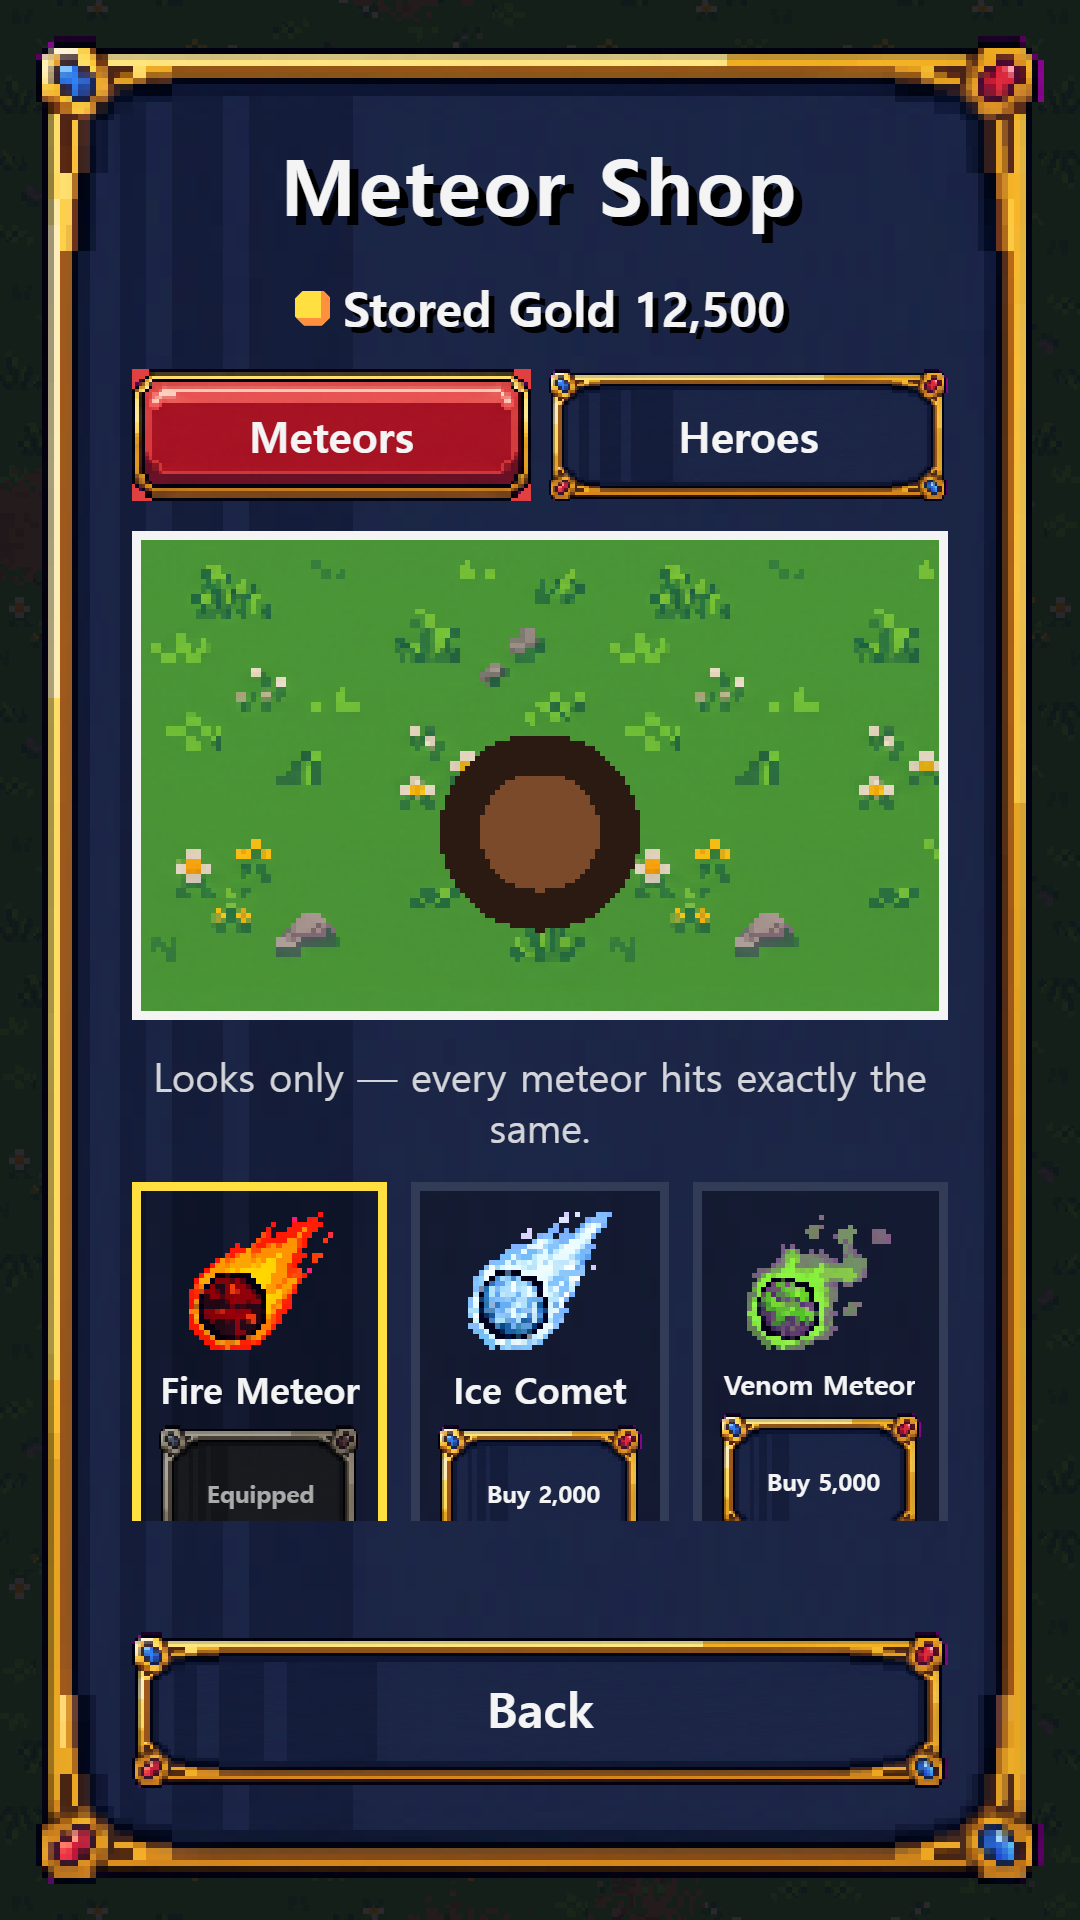 Meteor Shop
Stored Gold 12,500
Meteors
Heroes
Looks only — every meteor hits exactly the
same.
Fire Meteor
Ice Comet
Venom Meteor
Equipped
Buy 2,000
Buy 5,000
Back